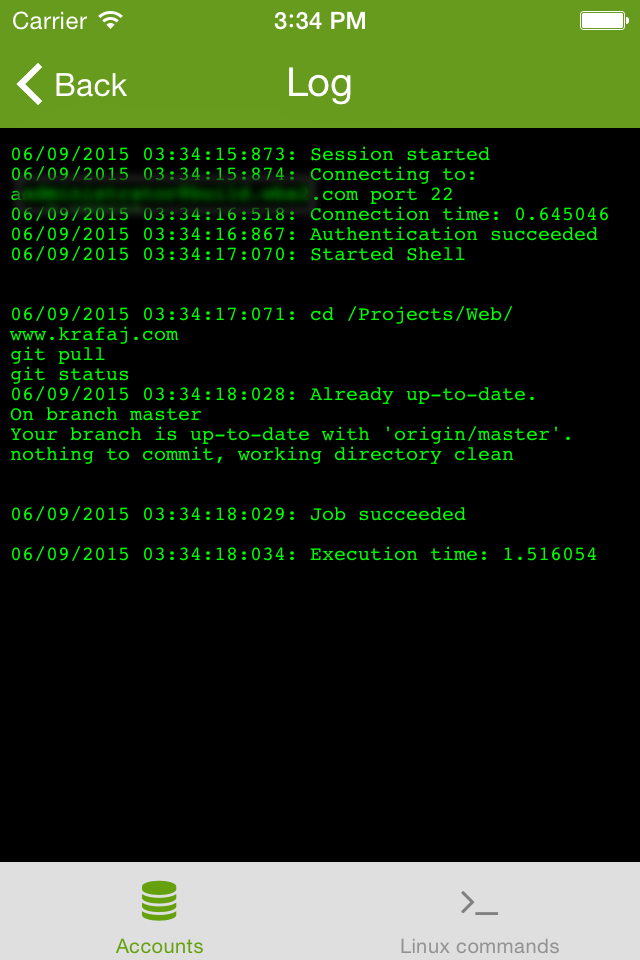 Carrier
3:34 PM
Back
Log
06/09/2015 03:34:15:873: Session started
06/09/2015 03:34:15:874: Connecting to:
.com port 22
06/09/2015 03:34:16:518: Connection time: 0.645046
06/09/2015 03:34:16:867: Authentication succeeded
06/09/2015 03:34:17:070: Started Shell
06/09/2015 03:34:17:071: cd /Projects/Web/
www.krafaj.com
git pull
git status
06/09/2015 03:34:18:028: Already up-to-date.
On branch master
Your branch is up-to-date with 'origin/master'.
nothing to commit, working directory clean
06/09/2015 03:34:18:029: Job succeeded
06/09/2015 03:34:18:034: Execution time: 1.516054
Accounts
Linux commands